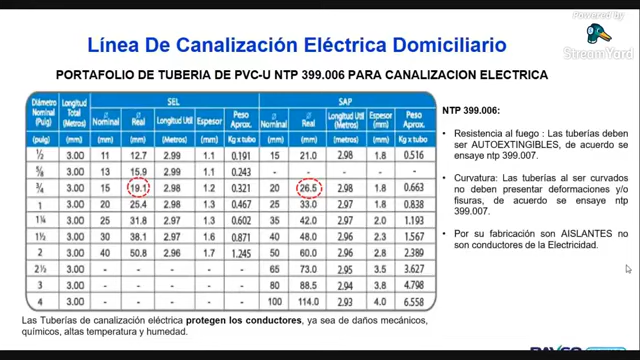 Powered by
StreamYard
Línea De Canalización Eléctrica Domiciliario
PORTAFOLIO DE TUBERIA DE PVC-U NTP 399.006 PARA CANALIZACION ELECTRICA
Diámetro Nominal (Pulg) Longitud Total (Metros) SEL SAP
Ø Nominal Ø Real Longitud Util Espesor Peso Aprox. Ø Nominal Ø Real Longitud Util (Metros) Espesor (mm) Peso Aprox.
(pulg) (metros) (mm) (mm) (Metros) (mm) Kg x tubo (mm) (mm) Kg x tubo
½ 3.00 11 12.7 2.99 1.1 0.191 15 21.0 2.98 1.8 0.516
⅝ 3.00 13 15.9 2.99 1.1 0.243 - - - - -
¾ 3.00 15 19.1 2.98 1.2 0.321 20 26.5 2.98 1.8 0.663
1 3.00 20 25.4 2.98 1.3 0.467 25 33.0 2.97 1.8 0.838
1¼ 3.00 25 31.8 2.97 1.3 0.602 35 42.0 2.97 2.0 1.193
1½ 3.00 30 38.1 2.97 1.6 0.871 40 48.0 2.96 2.3 1.567
2 3.00 40 50.8 2.96 1.7 1.245 50 60.0 2.96 2.8 2.389
2½ 3.00 - - - - - 65 73.0 2.95 3.5 3.627
3 3.00 - - - - - 80 88.5 2.94 3.8 4.798
4 3.00 - - - - - 100 114.0 2.93 4.0 6.558
Las Tuberías de canalización eléctrica protegen los conductores, ya sea de daños mecánicos,
químicos, altas temperatura y humedad.
NTP 399.006:
• Resistencia al fuego : Las tuberías deben
ser AUTOEXTINGIBLES, de acuerdo se
ensaye ntp 399.007.
• Curvatura: Las tuberías al ser curvados
no deben presentar deformaciones y/o
fisuras, de acuerdo se ensaye ntp
399.007.
• Por su fabricación son AISLANTES no
son conductores de la Electricidad.